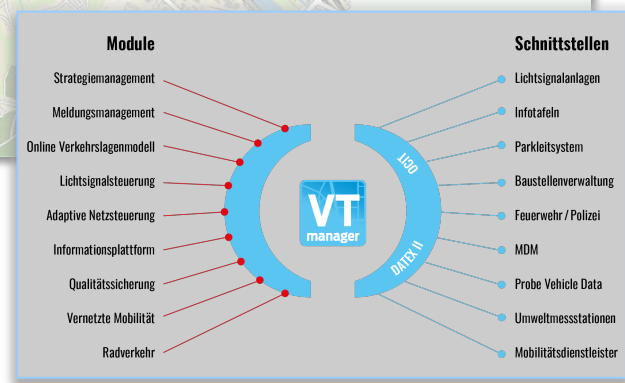 Module
Strategiemanagement
Meldungsmanagement
Online Verkehrslagenmodell
Lichtsignalsteuerung
Adaptive Netzsteuerung
Informationsplattform
Qualitätssicherung
Vernetzte Mobilität
Radverkehr
VT
manager
OCIT
DATEX II
Schnittstellen
Lichtsignalanlagen
Infotafeln
Parkleitsystem
Baustellenverwaltung
Feuerwehr / Polizei
MDM
Probe Vehicle Data
Umweltmessstationen
Mobilitätsdienstleister